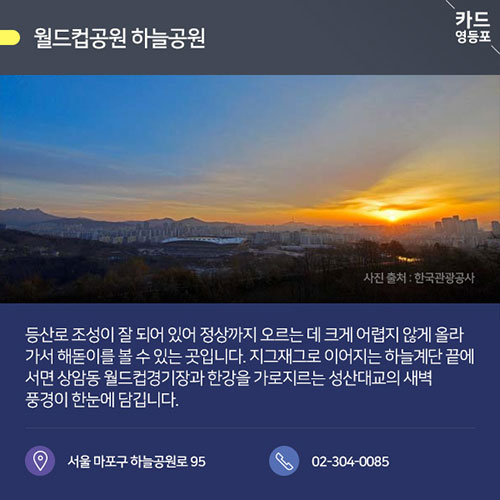 월드컵공원 하늘공원
카드
영등포
사진 출처 : 한국관광공사
등산로 조성이 잘 되어 있어 정상까지 오르는 데 크게 어렵지 않게 올라
가서 해돋이를 볼 수 있는 곳입니다. 지그재그로 이어지는 하늘계단 끝에
서면 상암동 월드컵경기장과 한강을 가로지르는 성산대교의 새벽
풍경이 한눈에 담깁니다.
서울 마포구 하늘공원로 95
02-304-0085